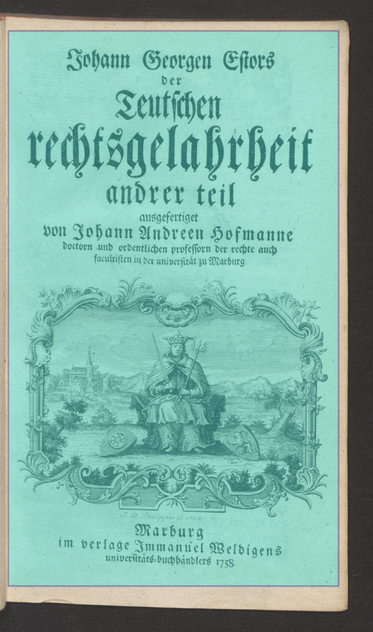 Johann Georgen Estors
der
Teutschen
rechtsgelahrheit
andrer teil
ausgefertiget
von Johann Andreen Hofmanne
doctorn und ordentlichen professorn der rechte auch
facultisten in der universität zu Marburg
Marburg
im verlage Immanuel Weldigens
universitäts-buchhändlers 1758